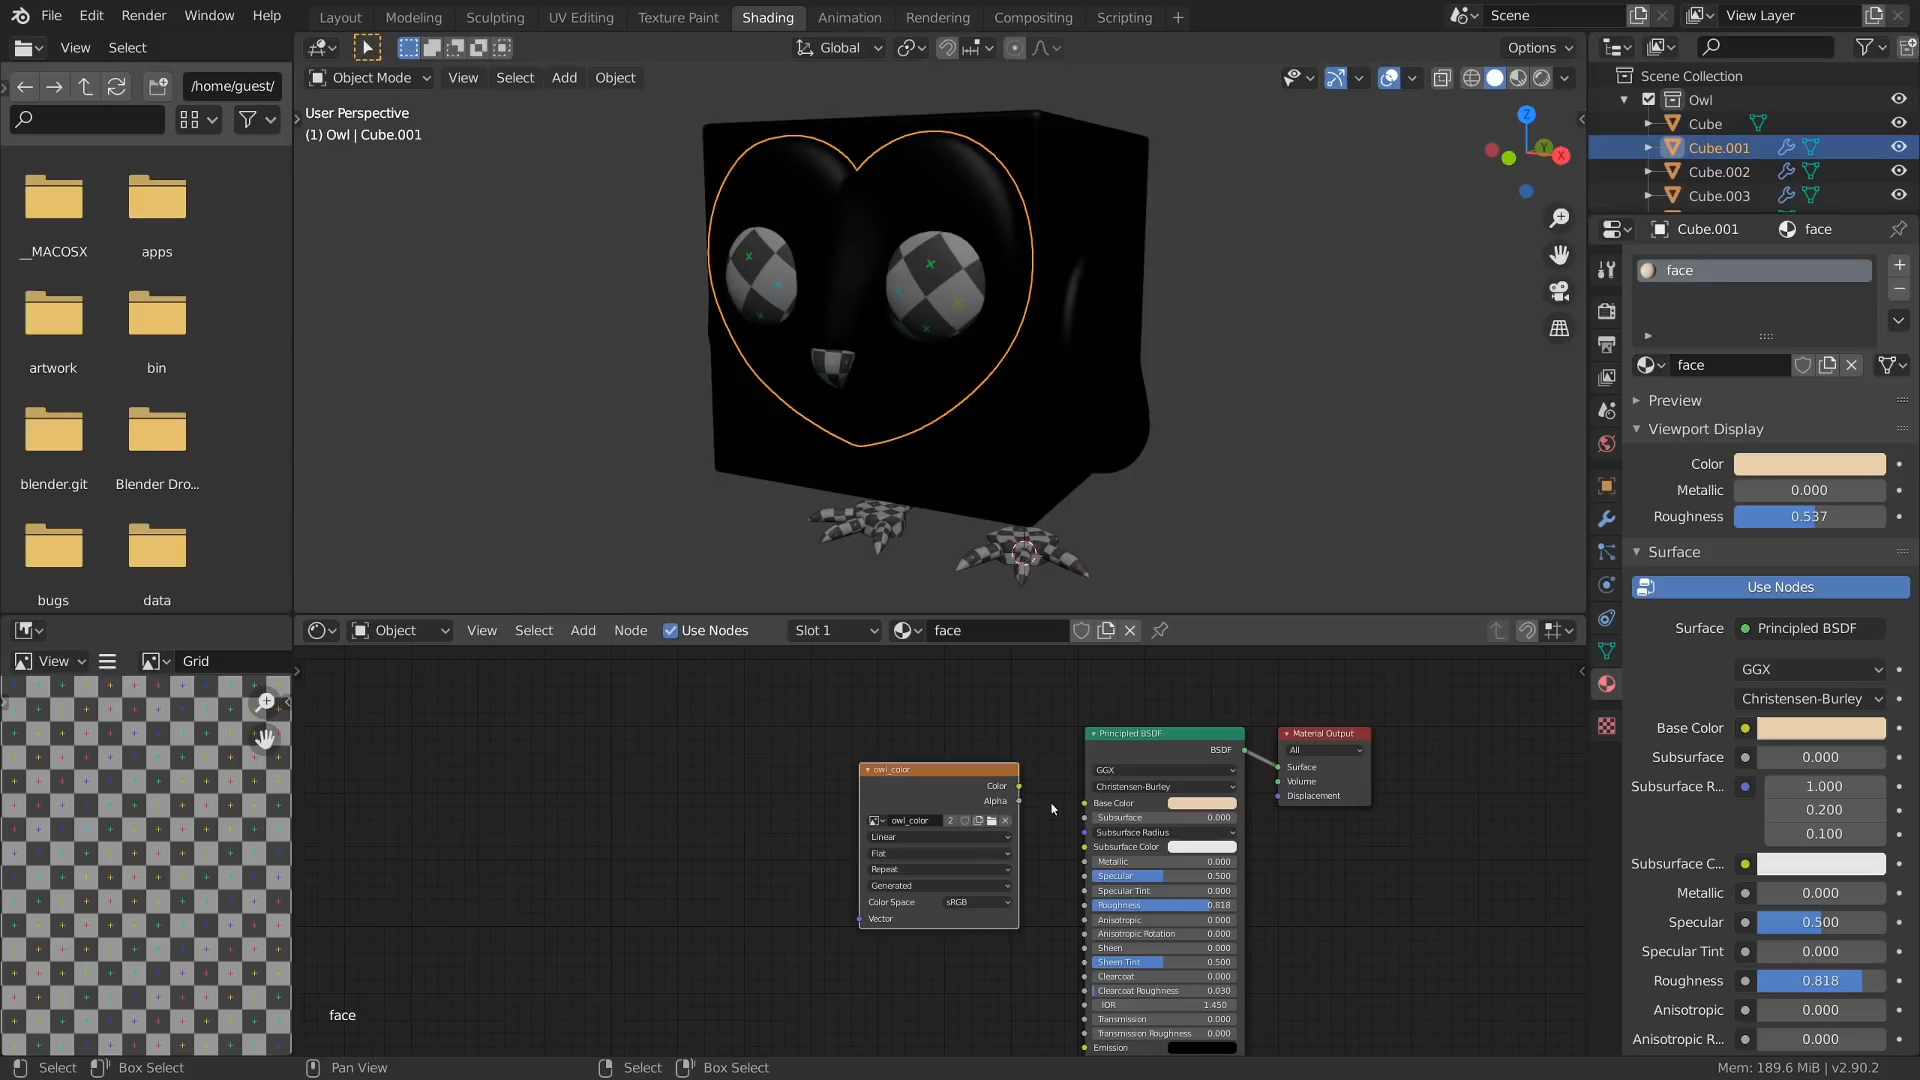 File Edit Render Window Help
Layout Modeling Sculpting UV Editing Texture Paint Shading Animation Rendering Compositing Scripting +
Scene
View Layer
View Select
/home/guest/
__MACOSX
apps
artwork
bin
blender.git
Blender Dro...
bugs
data
Global
Options
Object Mode View Select Add Object
User Perspective
(1) Owl | Cube.001
Z
Y
X
Scene Collection
Owl
Cube
Cube.001
Cube.002
Cube.003
Cube.001 face
face
face
Preview
Viewport Display
Color
Metallic 0.000
Roughness 0.537
Surface
Use Nodes
Surface Principled BSDF
GGX
Christensen-Burley
Base Color
Subsurface 0.000
Subsurface R... 1.000
0.200
0.100
Subsurface C...
Metallic 0.000
Specular 0.500
Specular Tint 0.000
Roughness 0.818
Anisotropic 0.000
Anisotropic R... 0.000
Object View Select Add Node Use Nodes Slot 1 face
View
Grid
owl_color
Color
Alpha
owl_color 2
Linear
Flat
Repeat
Generated
Color Space sRGB
Vector
Principled BSDF
BSDF
GGX
Christensen-Burley
Base Color
Subsurface 0.000
Subsurface Radius
Subsurface Color
Metallic 0.000
Specular 0.500
Specular Tint 0.000
Roughness 0.818
Anisotropic 0.000
Anisotropic Rotation 0.000
Sheen 0.000
Sheen Tint 0.500
Clearcoat 0.000
Clearcoat Roughness 0.030
IOR 1.450
Transmission 0.000
Transmission Roughness 0.000
Emission
Material Output
All
Surface
Volume
Displacement
face
Select Box Select Pan View Select Box Select
Mem: 189.6 MiB | v2.90.2